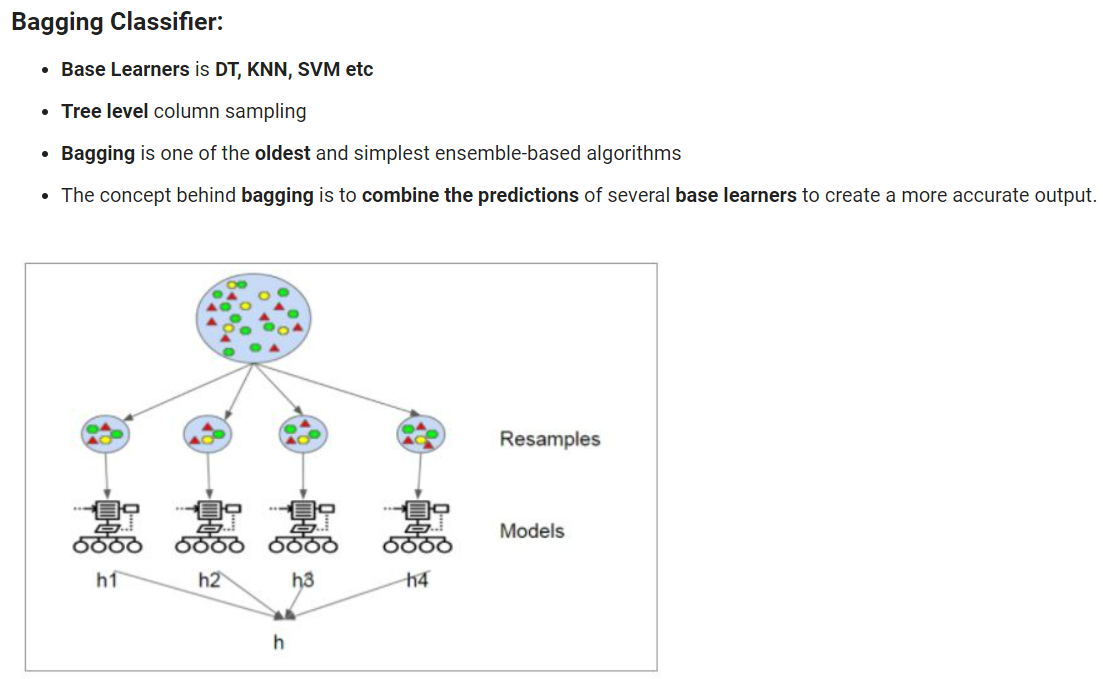 Bagging Classifier:
• Base Learners is DT, KNN, SVM etc
• Tree level column sampling
• Bagging is one of the oldest and simplest ensemble-based algorithms
• The concept behind bagging is to combine the predictions of several base learners to create a more accurate output.
Resamples
Models
h1 h2 h3 h4
h